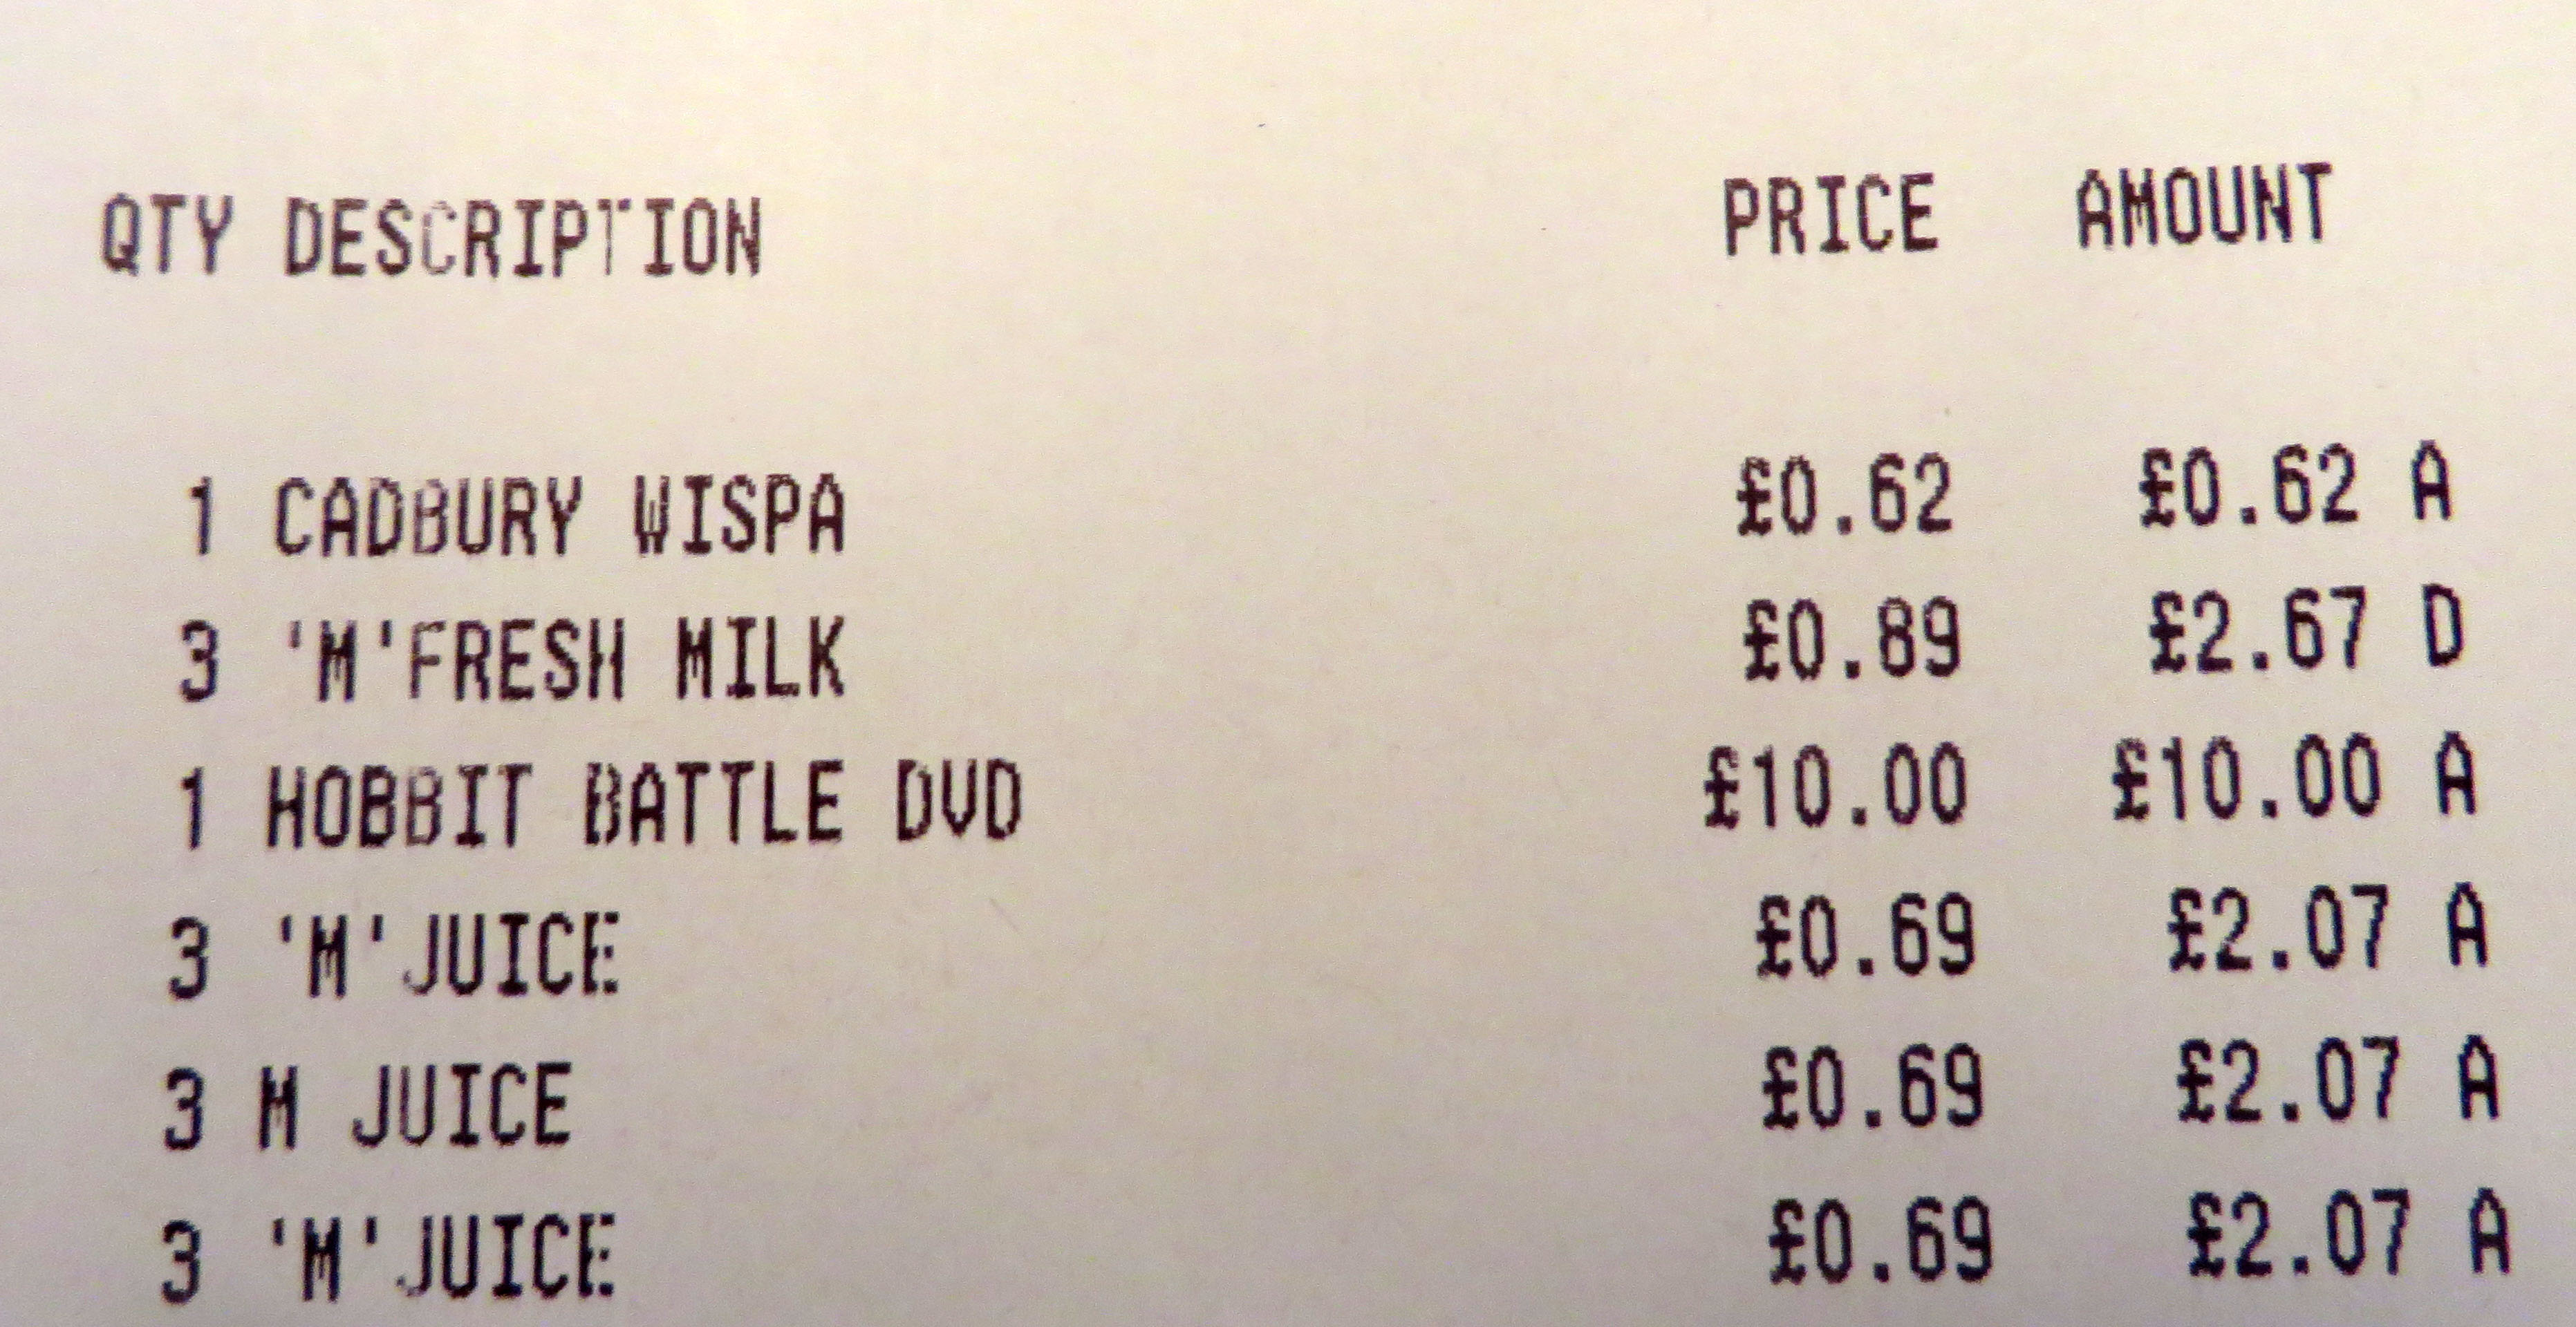 QTY DESCRIPTION PRICE AMOUNT
1 CADBURY WISPA £0.62 £0.62 A
3 'M'FRESH MILK £0.89 £2.67 D
1 HOBBIT BATTLE DVD £10.00 £10.00 A
3 'M'JUICE £0.69 £2.07 A
3 M JUICE £0.69 £2.07 A
3 'M'JUICE £0.69 £2.07 A